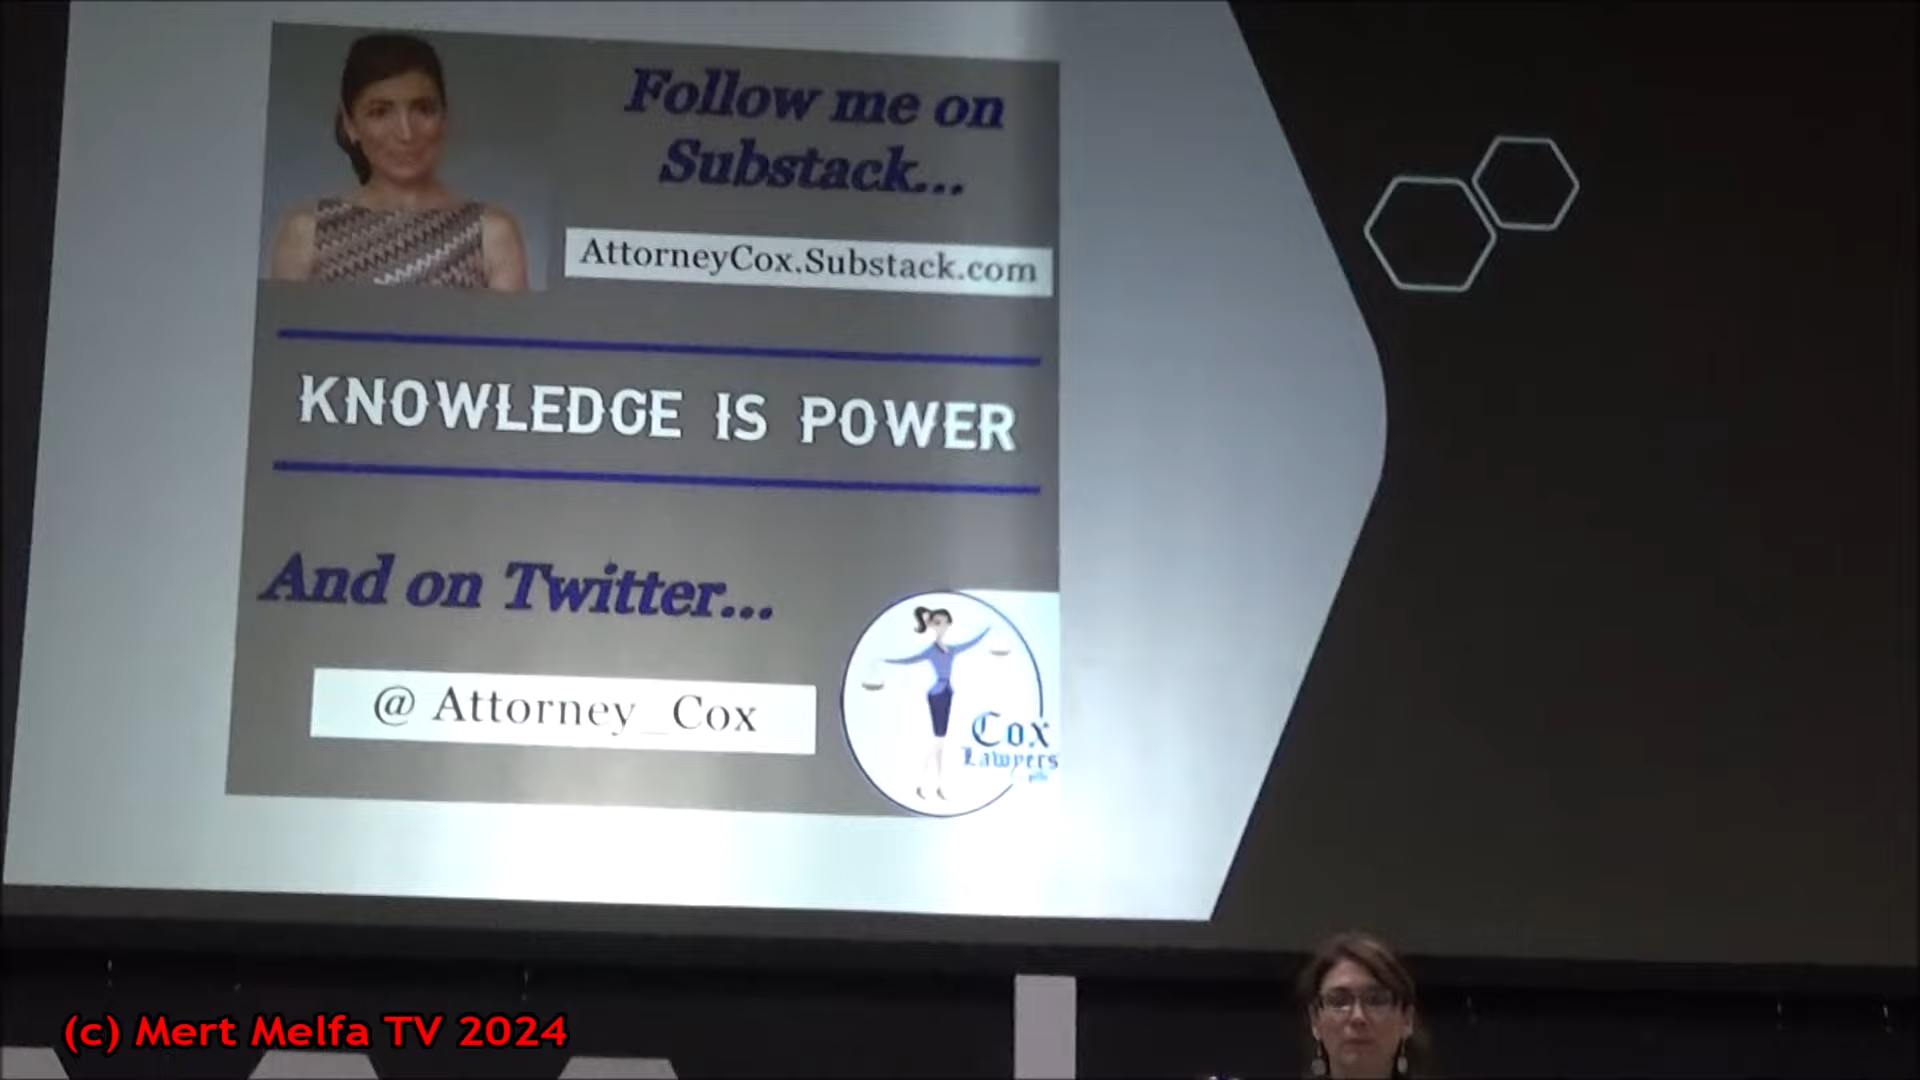 Follow me on
Substack...
AttorneyCox.Substack.com
KNOWLEDGE IS POWER
And on Twitter...
@ Attorney_Cox
Cox
Lawyers
pllc
(c) Mert Melfa TV 2024